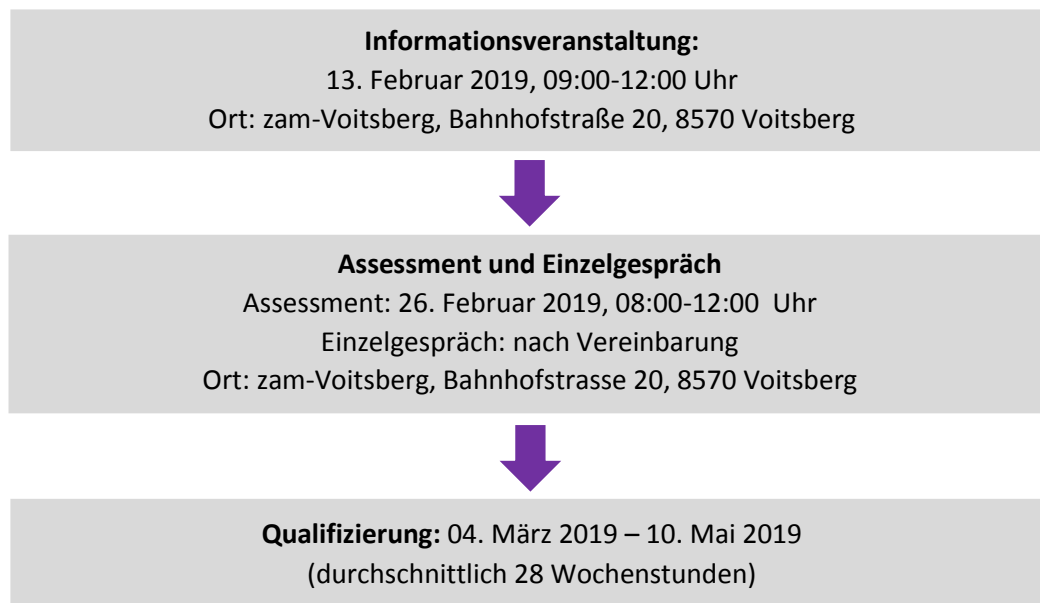 Informationsveranstaltung:
13. Februar 2019, 09:00-12:00 Uhr
Ort: zam-Voitsberg, Bahnhofstraße 20, 8570 Voitsberg
Assessment und Einzelgespräch
Assessment: 26. Februar 2019, 08:00-12:00 Uhr
Einzelgespräch: nach Vereinbarung
Ort: zam-Voitsberg, Bahnhofstrasse 20, 8570 Voitsberg
Qualifizierung: 04. März 2019 – 10. Mai 2019
(durchschnittlich 28 Wochenstunden)